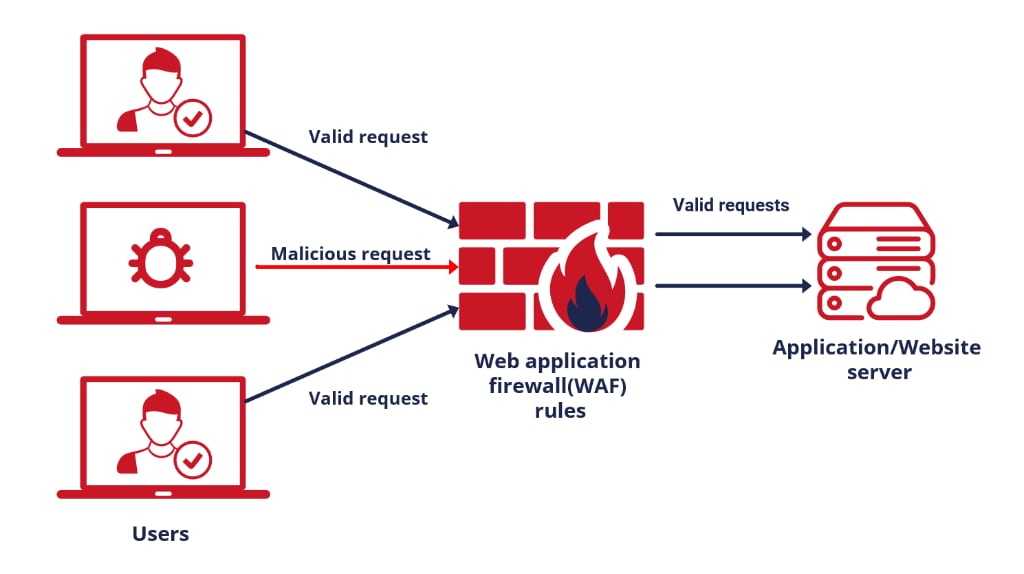 Valid request
Valid requests
Malicious request
Web application
firewall(WAF)
rules
Application/Website
server
Valid request
Users